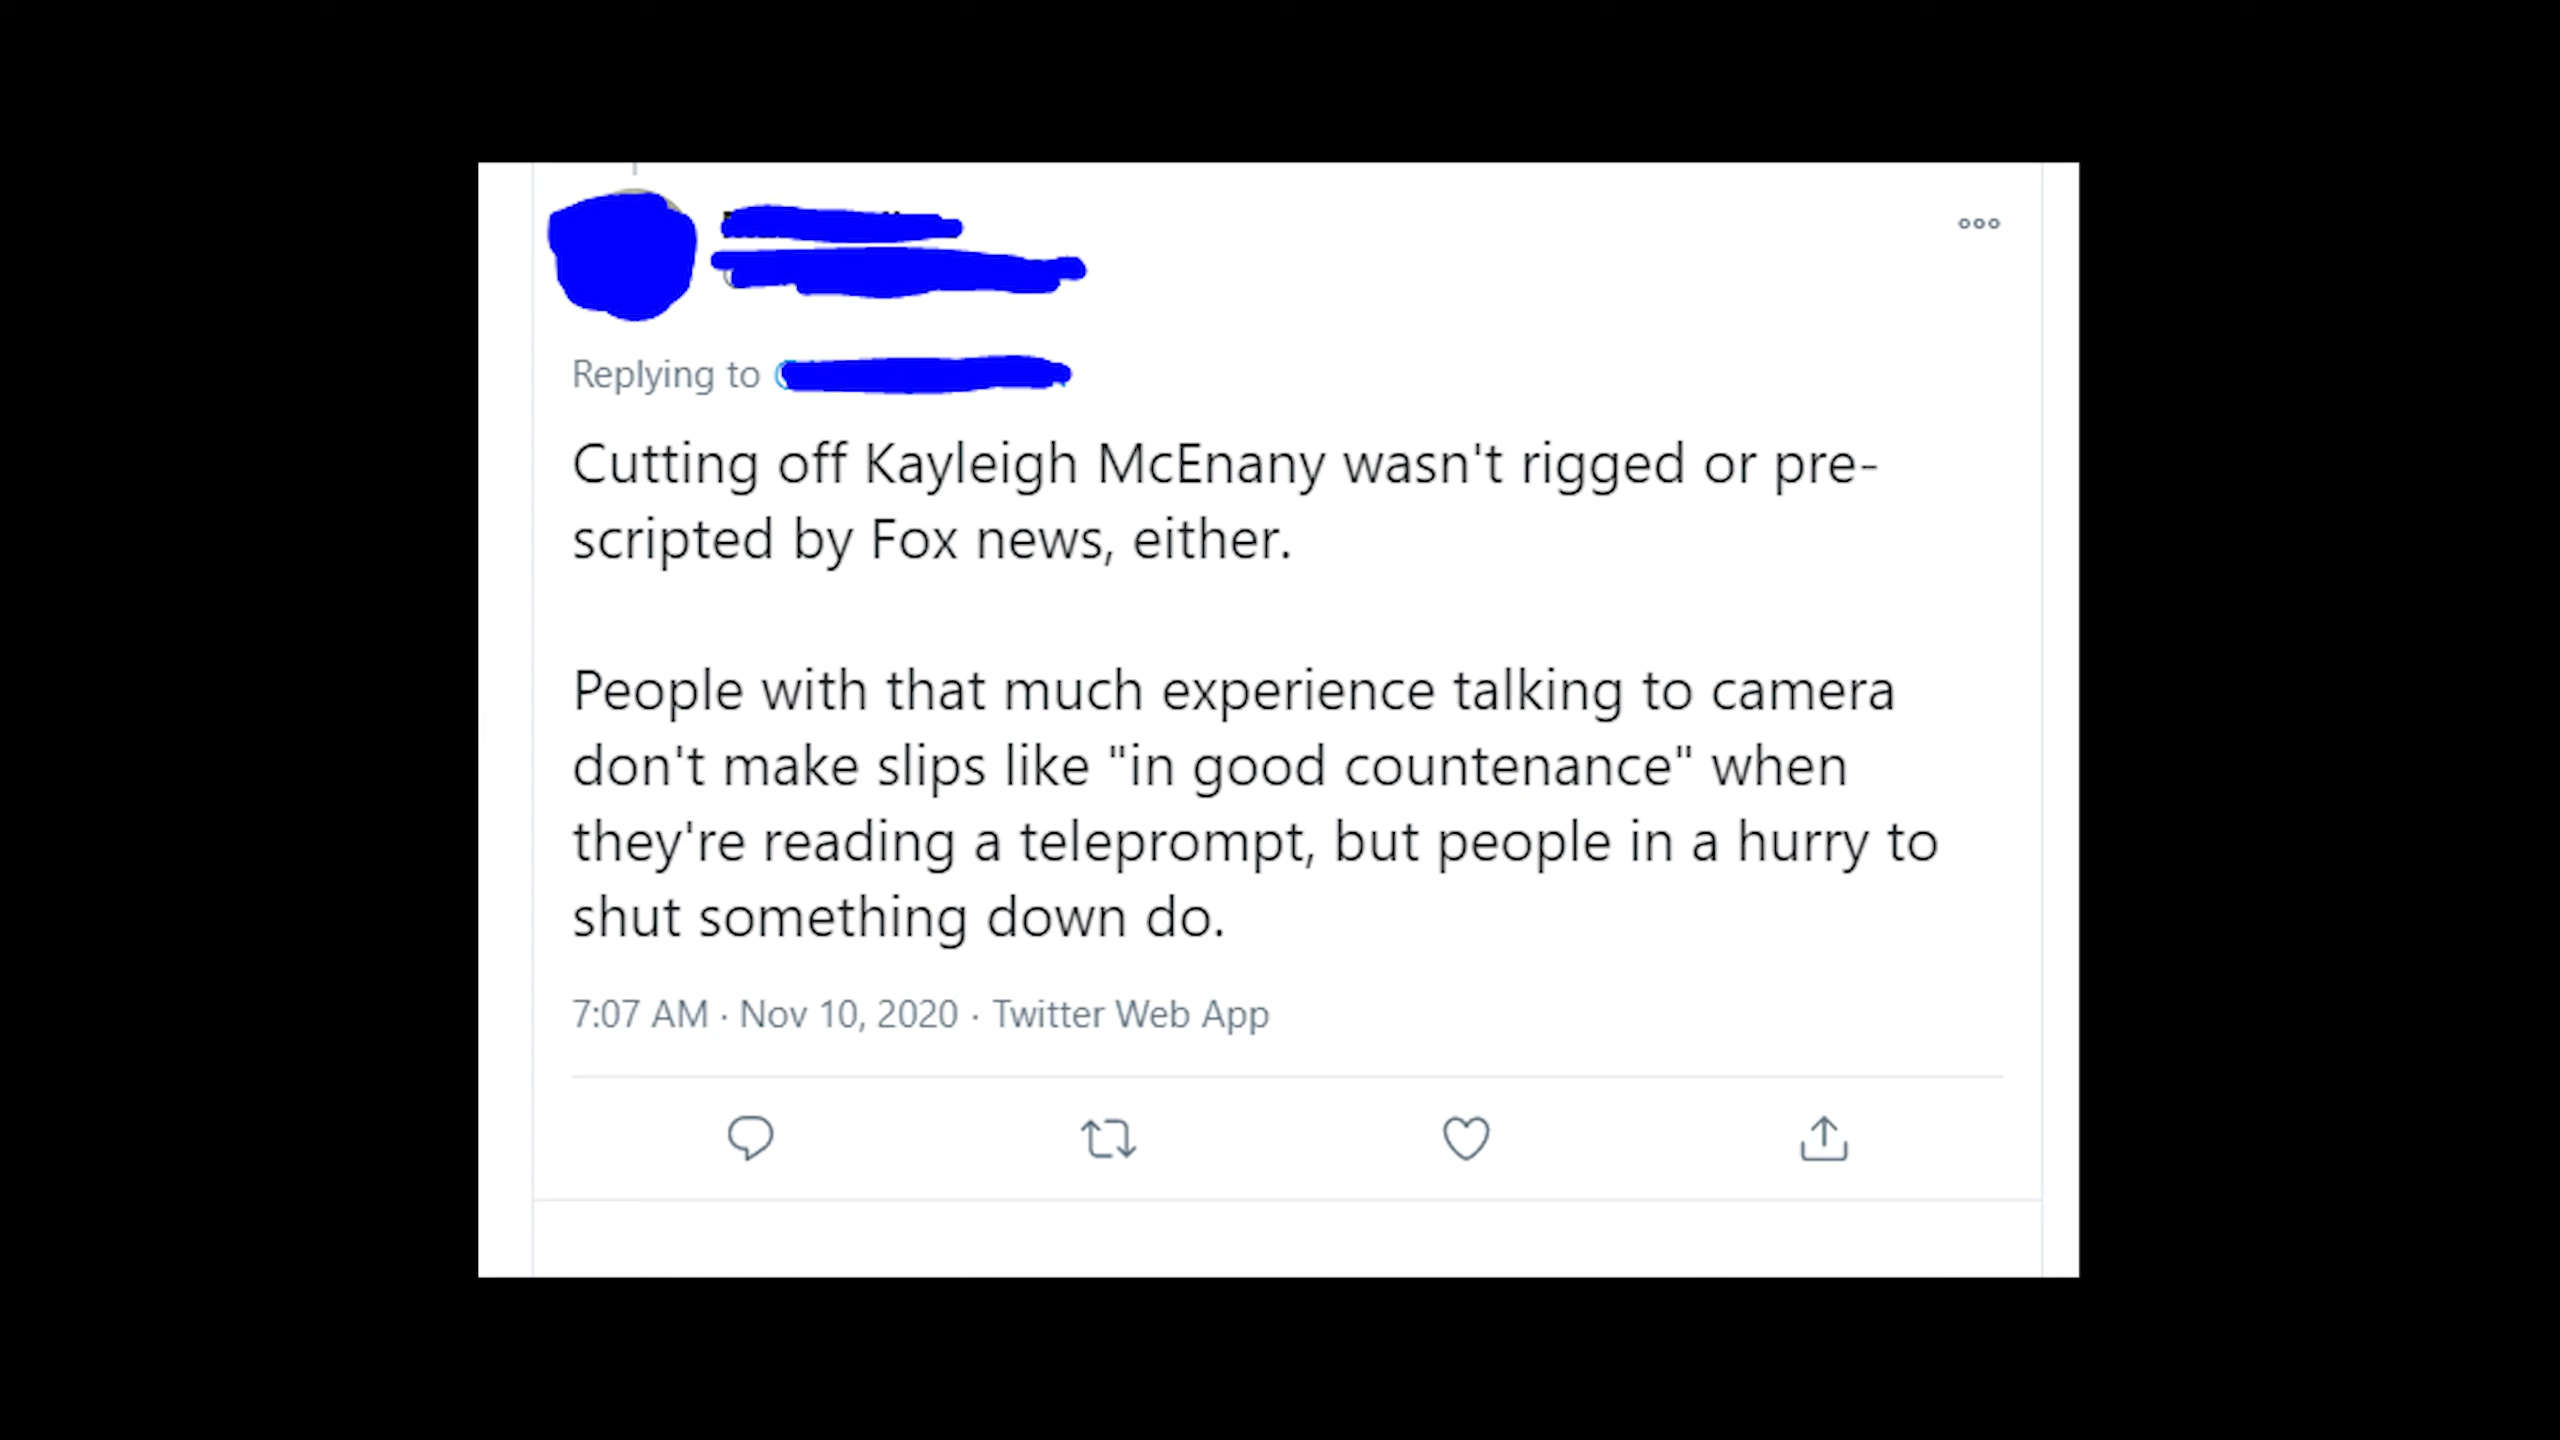 Replying to
Cutting off Kayleigh McEnany wasn't rigged or pre-
scripted by Fox news, either.
People with that much experience talking to camera
don't make slips like "in good countenance" when
they're reading a teleprompt, but people in a hurry to
shut something down do.
7:07 AM · Nov 10, 2020 · Twitter Web App